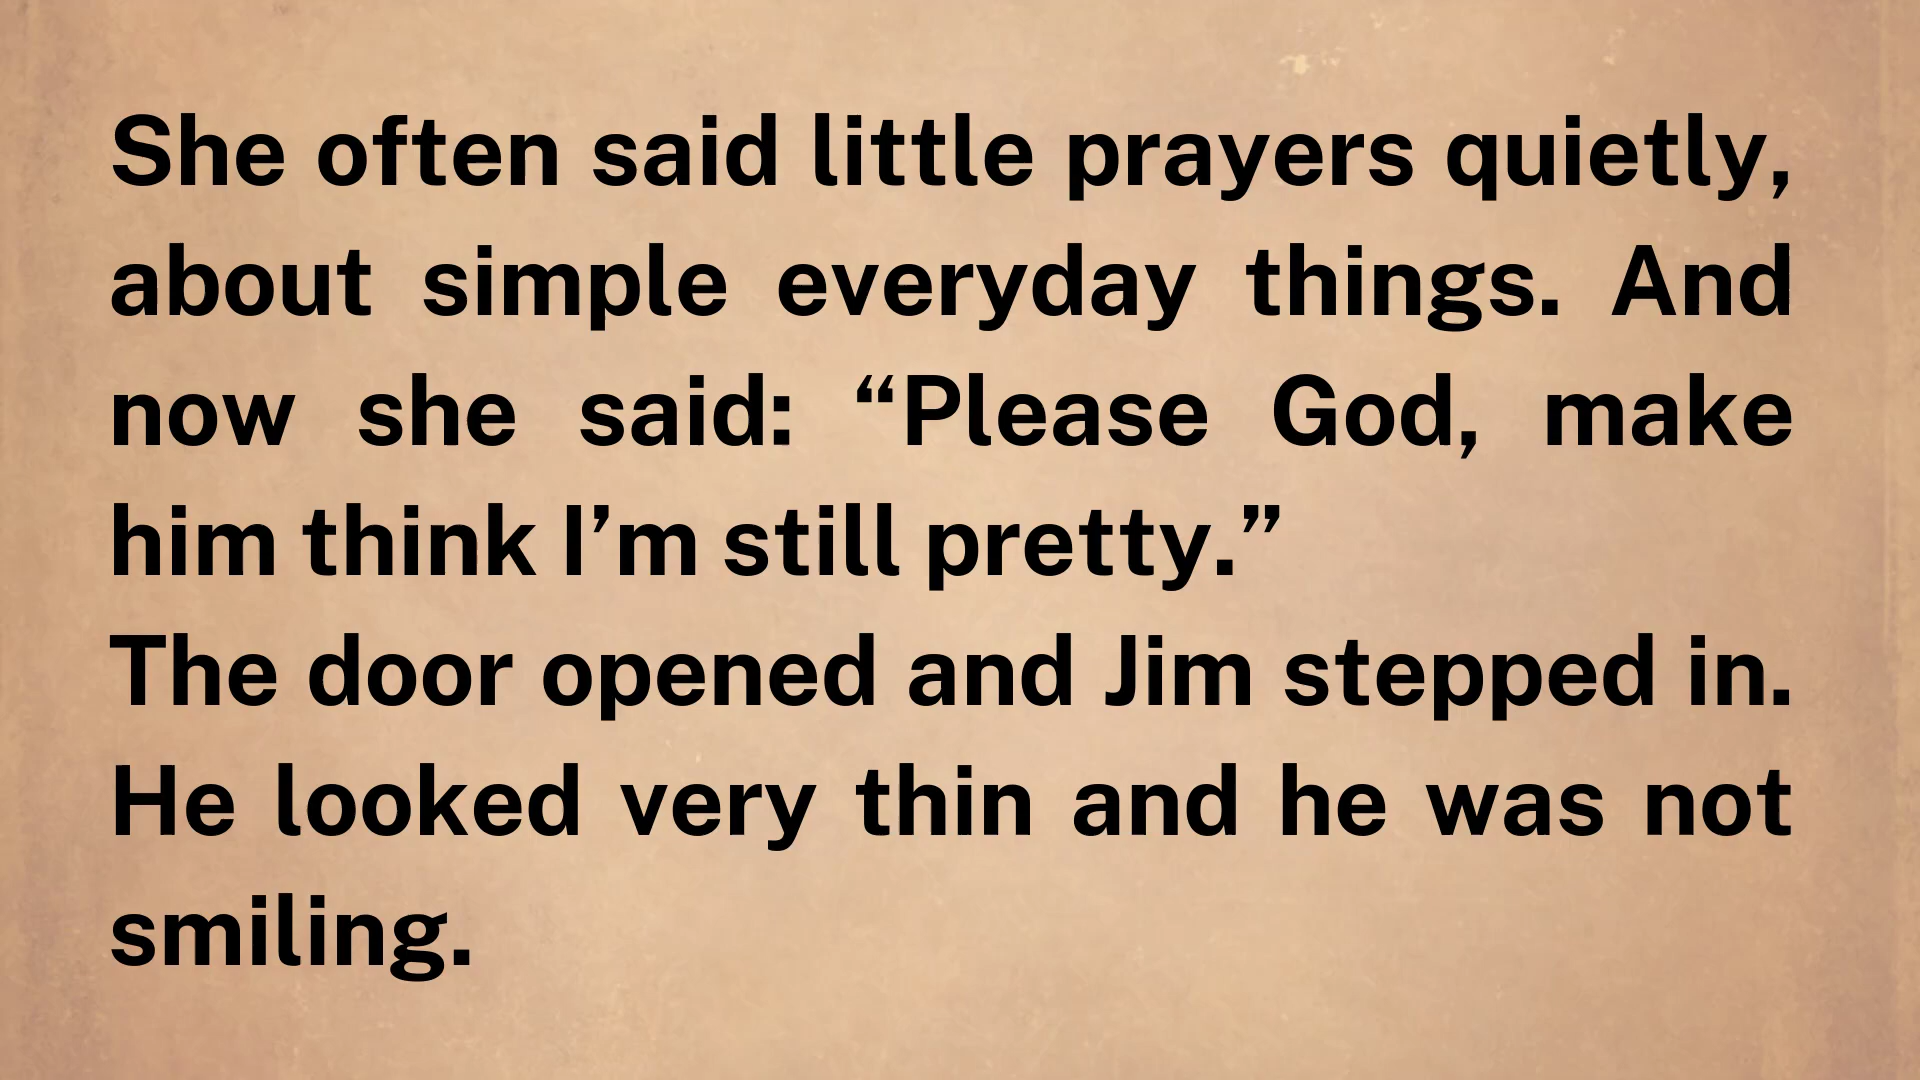 She often said little prayers quietly,
about simple everyday things. And
now she said: “Please God, make
him think I’m still pretty.”
The door opened and Jim stepped in.
He looked very thin and he was not
smiling.